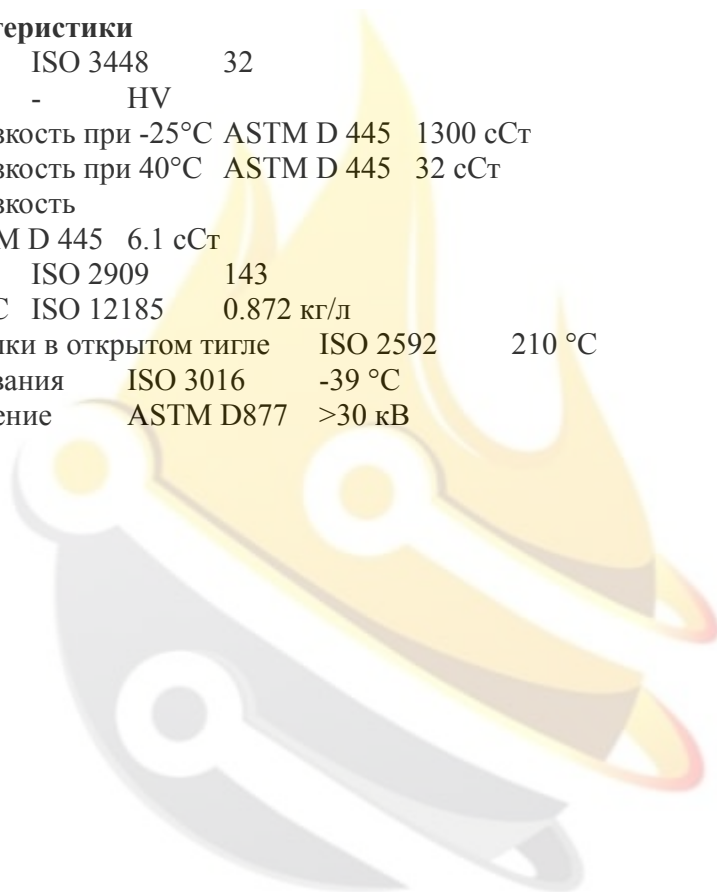 теристики
ISO 3448 32
- HV
зкость при -25°C ASTM D 445 1300 сСт
зкость при 40°C ASTM D 445 32 сСт
зкость
M D 445 6.1 сСт
ISO 2909 143
C ISO 12185 0.872 кг/л
ки в открытом тигле ISO 2592 210 °C
вания ISO 3016 -39 °C
ение ASTM D877 >30 кВ